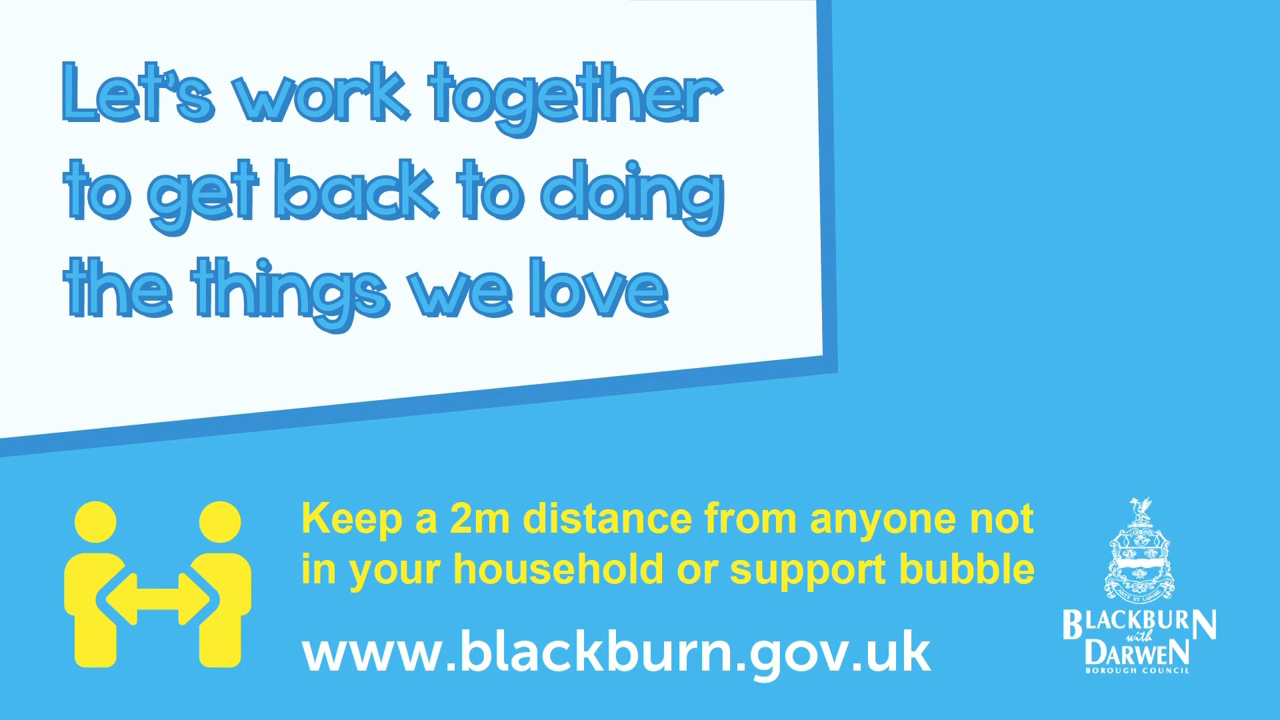 Let's work together
to get back to doing
the things we love
Keep a 2m distance from anyone not
in your household or support bubble
www.blackburn.gov.uk
BLACKBURN
with
DARWEN
BOROUGH COUNCIL